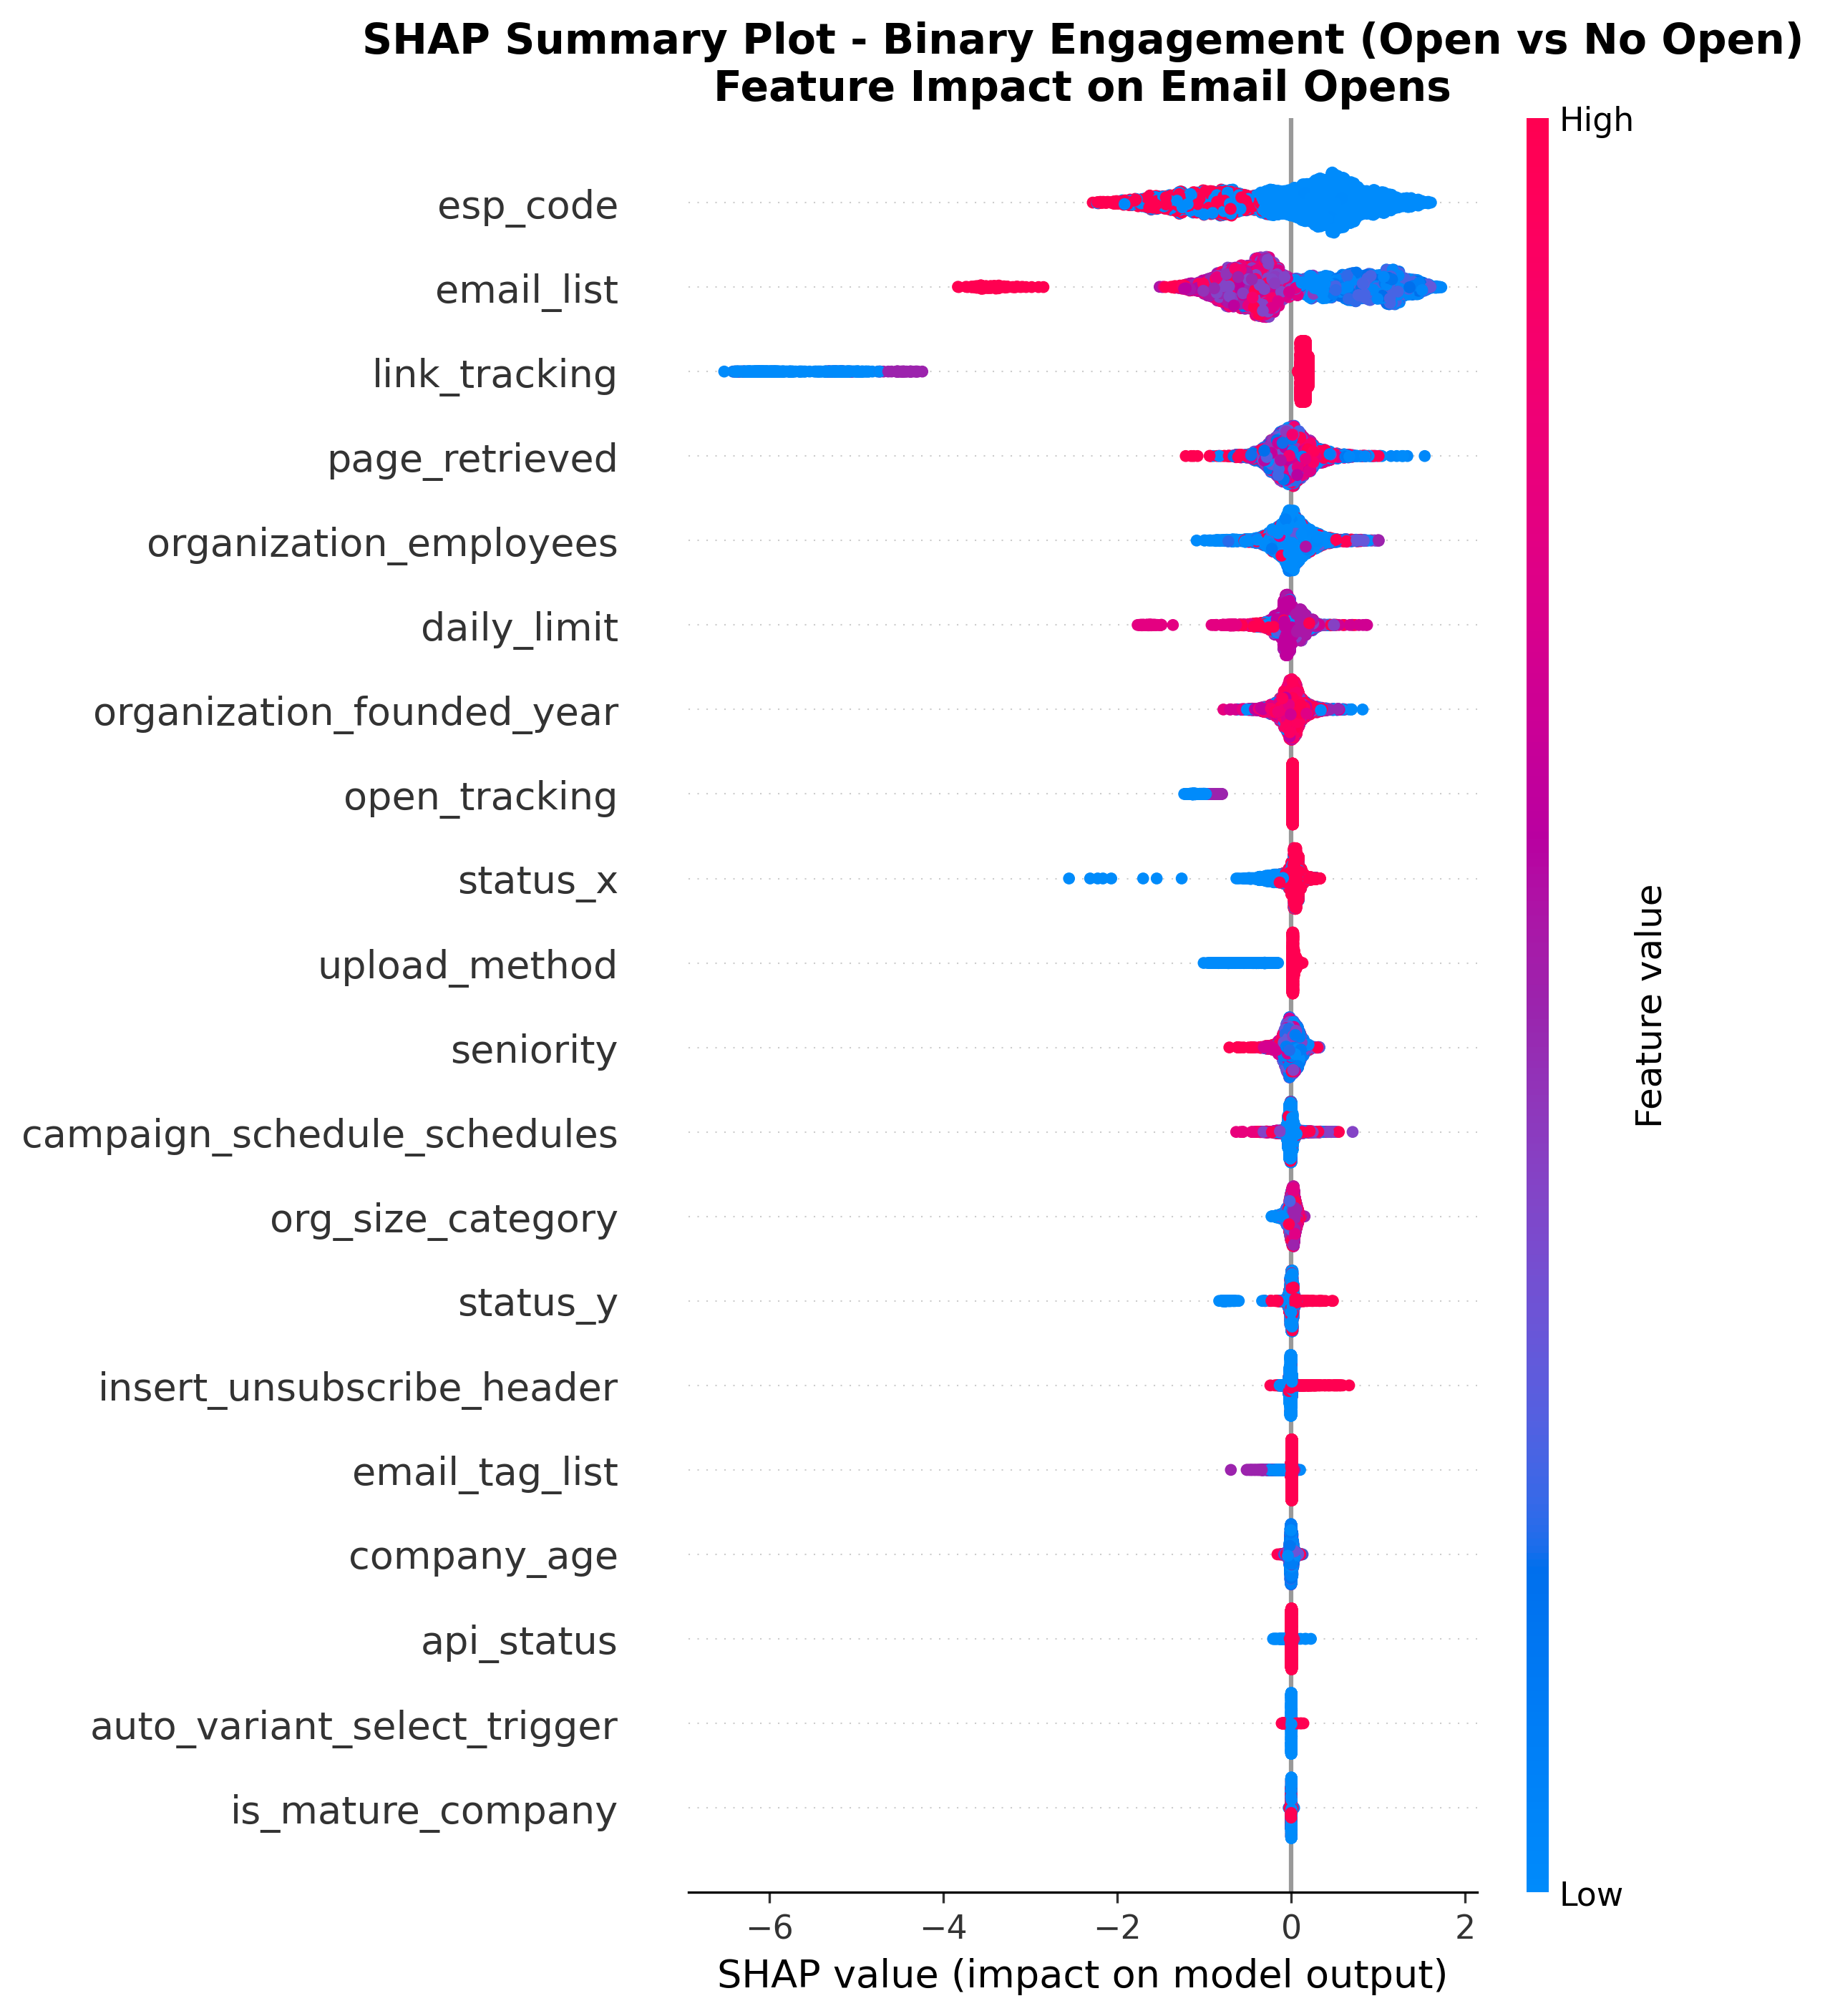 SHAP Summary Plot - Binary Engagement (Open vs No Open)
Feature Impact on Email Opens
High
esp_code
email_list
link_tracking
page_retrieved
organization_employees
daily_limit
organization_founded_year
open_tracking
status_x
upload_method
seniority
campaign_schedule_schedules
org_size_category
status_y
insert_unsubscribe_header
email_tag_list
company_age
api_status
auto_variant_select_trigger
is_mature_company
Feature value
Low
−6 −4 −2 0 2
SHAP value (impact on model output)